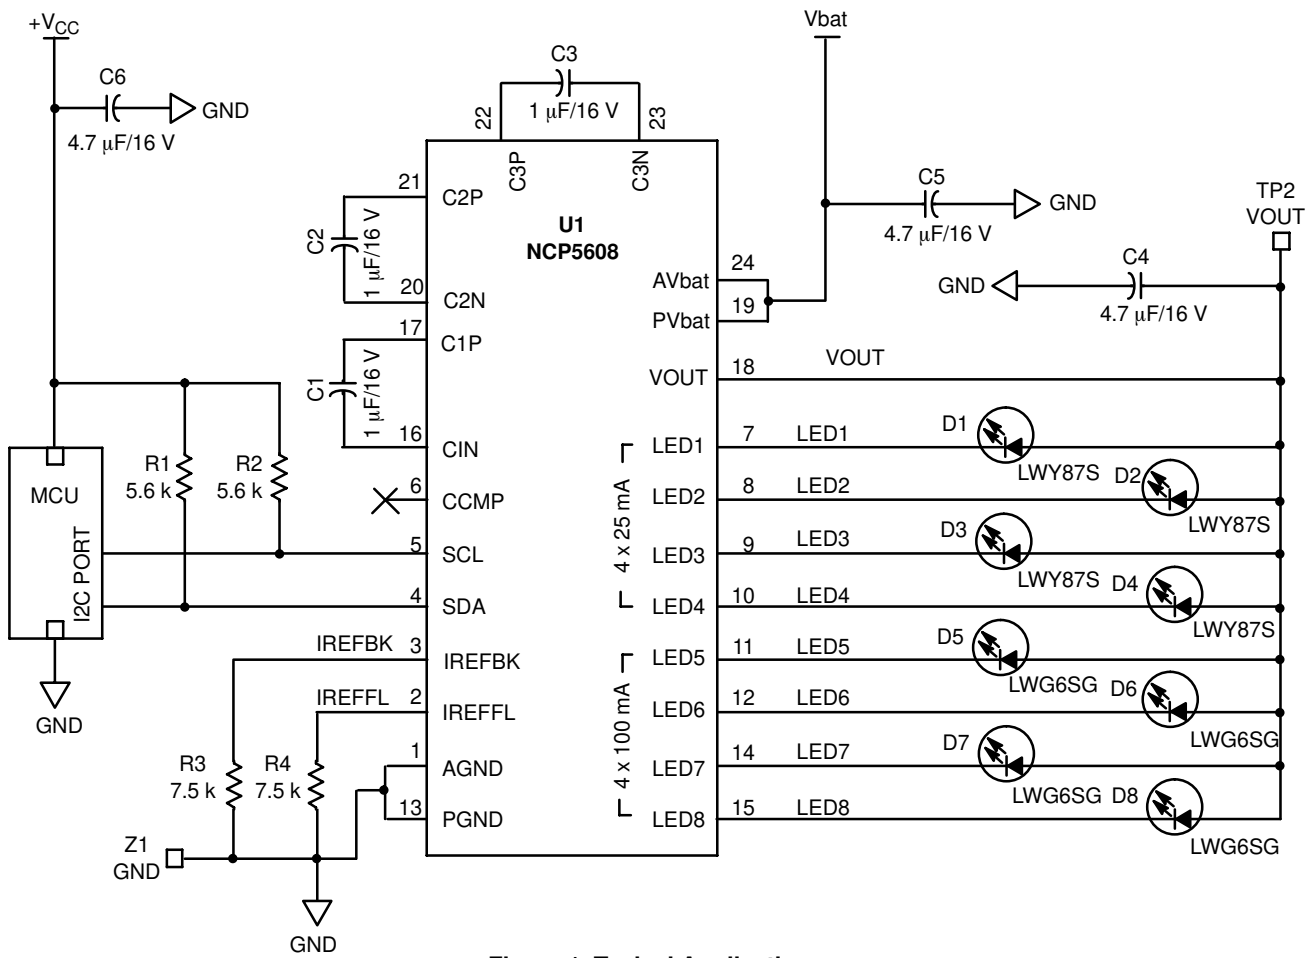 +VCC
C6
GND
4.7 µF/16 V
C3
1 µF/16 V
22
23
C3P
C3N
Vbat
U1
NCP5608
21
C2P
C2
1 µF/16 V
20
C2N
17
C1P
C1
1 µF/16 V
16
CIN
6
CCMP
5
SCL
4
SDA
IREFBK
3
IREFBK
IREFFL
2
IREFFL
1
AGND
13
PGND
MCU
I2C PORT
GND
R1
5.6 k
R2
5.6 k
R3
7.5 k
R4
7.5 k
Z1
GND
GND
C5
GND
4.7 µF/16 V
TP2
VOUT
C4
GND
4.7 µF/16 V
AVbat
24
PVbat
19
VOUT
18
VOUT
4 x 25 mA
LED1
7
LED1
D1
LWY87S
LED2
8
LED2
D2
LWY87S
LED3
9
LED3
D3
LWY87S
LED4
10
LED4
D4
LWY87S
4 x 100 mA
LED5
11
LED5
D5
LWG6SG
LED6
12
LED6
D6
LWG6SG
LED7
14
LED7
D7
LWG6SG
LED8
15
LED8
D8
LWG6SG